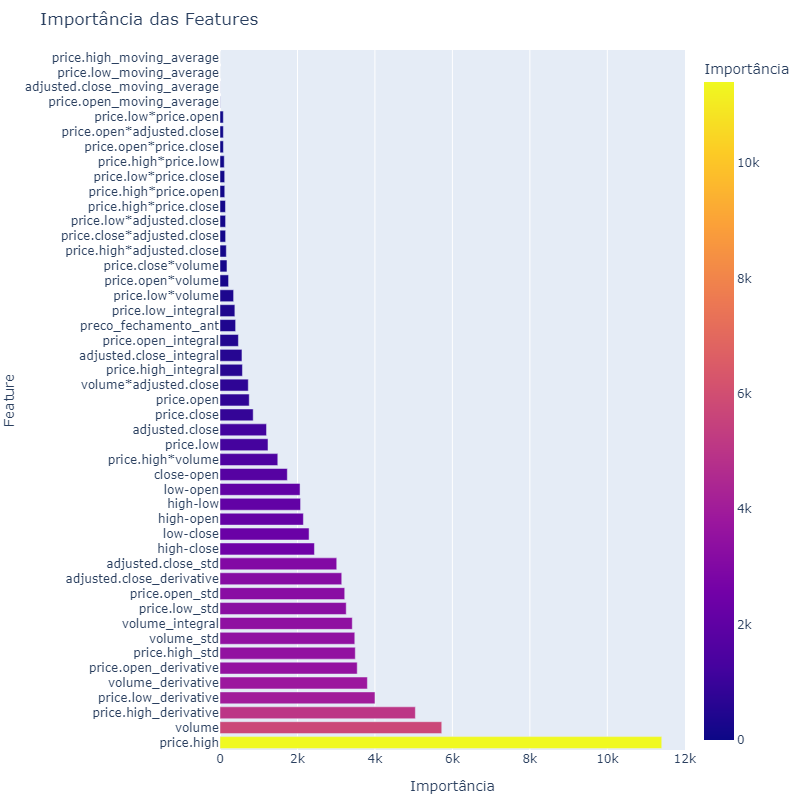 Importância das Features
price.high_moving_average
price.low_moving_average
adjusted.close_moving_average
price.open_moving_average
price.low*price.open
price.open*adjusted.close
price.open*price.close
price.high*price.low
price.low*price.close
price.high*price.open
price.high*price.close
price.low*adjusted.close
price.close*adjusted.close
price.high*adjusted.close
price.close*volume
price.open*volume
price.low*volume
price.low_integral
preco_fechamento_ant
price.open_integral
adjusted.close_integral
price.high_integral
volume*adjusted.close
price.open
price.close
adjusted.close
price.low
price.high*volume
close-open
low-open
high-low
high-open
low-close
high-close
adjusted.close_std
adjusted.close_derivative
price.open_std
price.low_std
volume_integral
volume_std
price.high_std
price.open_derivative
volume_derivative
price.low_derivative
price.high_derivative
volume
price.high
Feature
0 2k 4k 6k 8k 10k 12k
Importância
Importância
10k
8k
6k
4k
2k
0